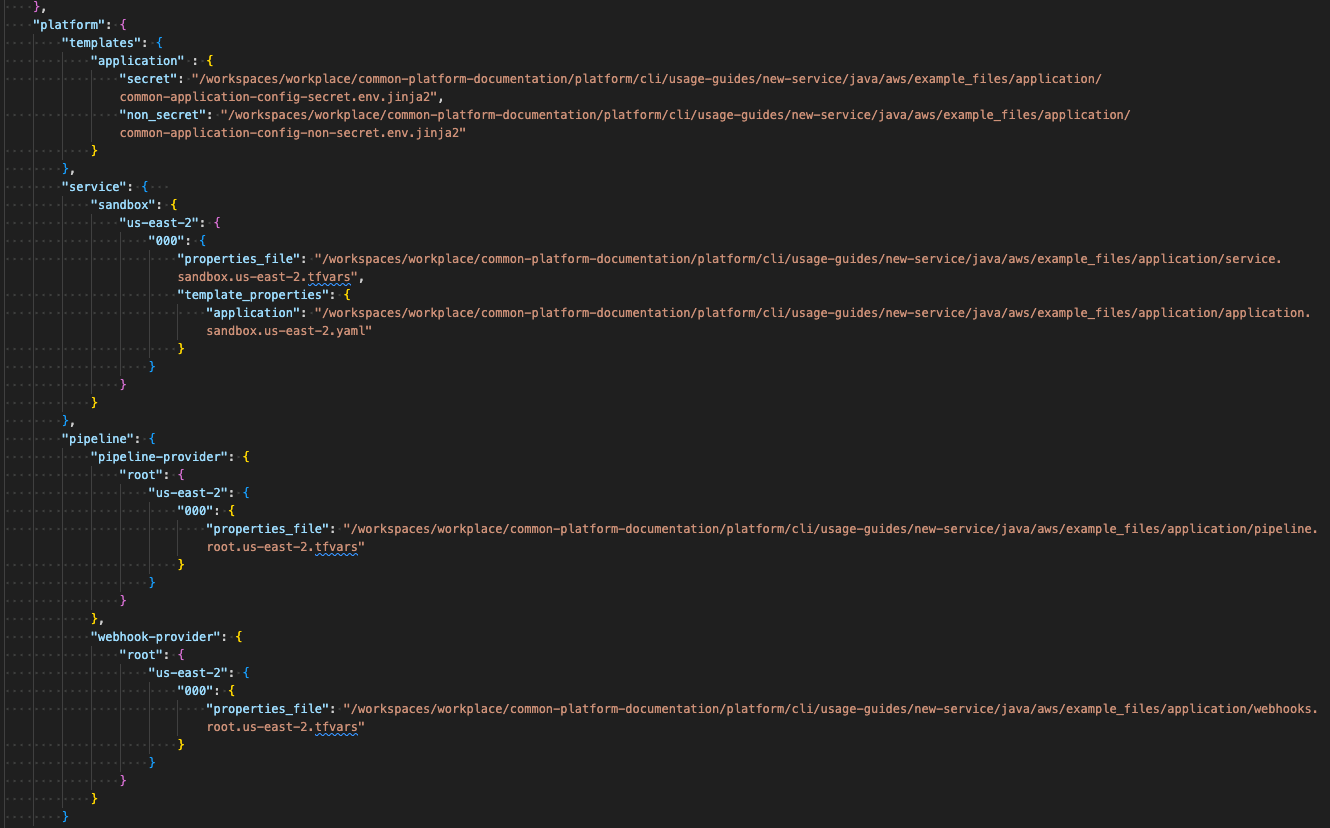 },
"platform": {
"templates": {
"application" : {
"secret": "/workspaces/workplace/common-platform-documentation/platform/cli/usage-guides/new-service/java/aws/example_files/application/
common-application-config-secret.env.jinja2",
"non_secret": "/workspaces/workplace/common-platform-documentation/platform/cli/usage-guides/new-service/java/aws/example_files/application/
common-application-config-non-secret.env.jinja2"
}
},
"service": {
"sandbox": {
"us-east-2": {
"000": {
"properties_file": "/workspaces/workplace/common-platform-documentation/platform/cli/usage-guides/new-service/java/aws/example_files/application/service.
sandbox.us-east-2.tfvars",
"template_properties": {
"application": "/workspaces/workplace/common-platform-documentation/platform/cli/usage-guides/new-service/java/aws/example_files/application/application.
sandbox.us-east-2.yaml"
}
}
}
}
},
"pipeline": {
"pipeline-provider": {
"root": {
"us-east-2": {
"000": {
"properties_file": "/workspaces/workplace/common-platform-documentation/platform/cli/usage-guides/new-service/java/aws/example_files/application/pipeline.
root.us-east-2.tfvars"
}
}
}
},
"webhook-provider": {
"root": {
"us-east-2": {
"000": {
"properties_file": "/workspaces/workplace/common-platform-documentation/platform/cli/usage-guides/new-service/java/aws/example_files/application/webhooks.
root.us-east-2.tfvars"
}
}
}
}
}